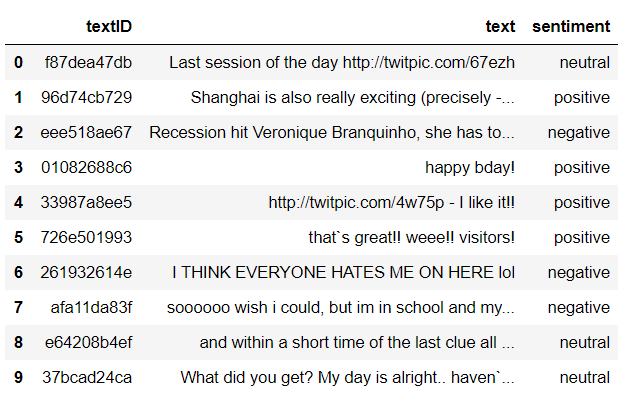 textID text sentiment
0 f87dea47db Last session of the day http://twitpic.com/67ezh neutral
1 96d74cb729 Shanghai is also really exciting (precisely -... positive
2 eee518ae67 Recession hit Veronique Branquinho, she has to... negative
3 01082688c6 happy bday! positive
4 33987a8ee5 http://twitpic.com/4w75p - I like it!! positive
5 726e501993 that`s great!! weee!! visitors! positive
6 261932614e I THINK EVERYONE HATES ME ON HERE lol negative
7 afa11da83f soooooo wish i could, but im in school and my... negative
8 e64208b4ef and within a short time of the last clue all ... neutral
9 37bcad24ca What did you get? My day is alright.. haven`... neutral